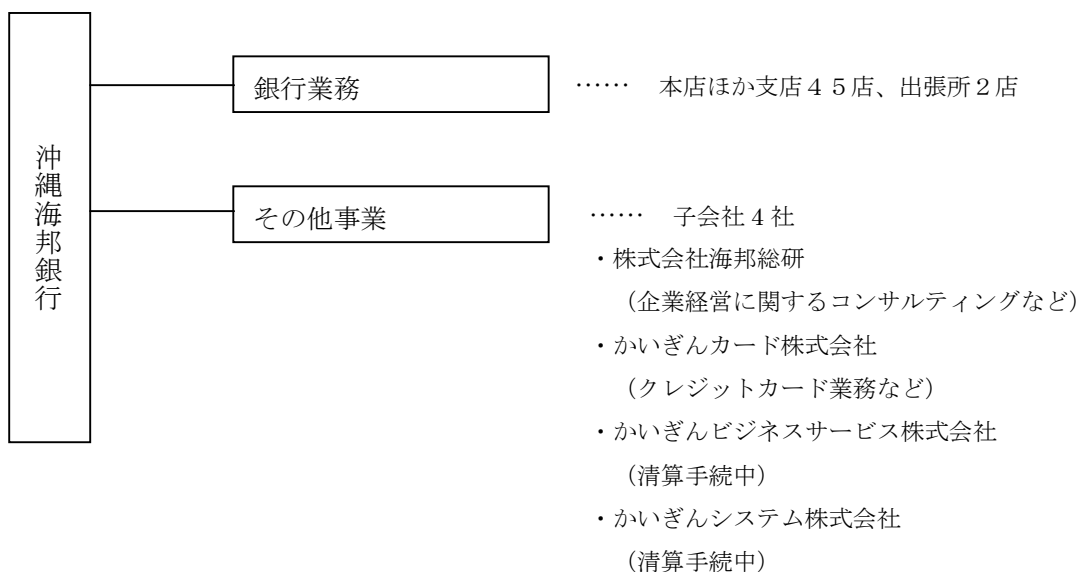 沖縄海邦銀行
銀行業務
…… 本店ほか支店４５店、出張所２店
その他事業
…… 子会社 4 社
・株式会社海邦総研
（企業経営に関するコンサルティングなど）
・かいぎんカード株式会社
（クレジットカード業務など）
・かいぎんビジネスサービス株式会社
（清算手続中）
・かいぎんシステム株式会社
（清算手続中）